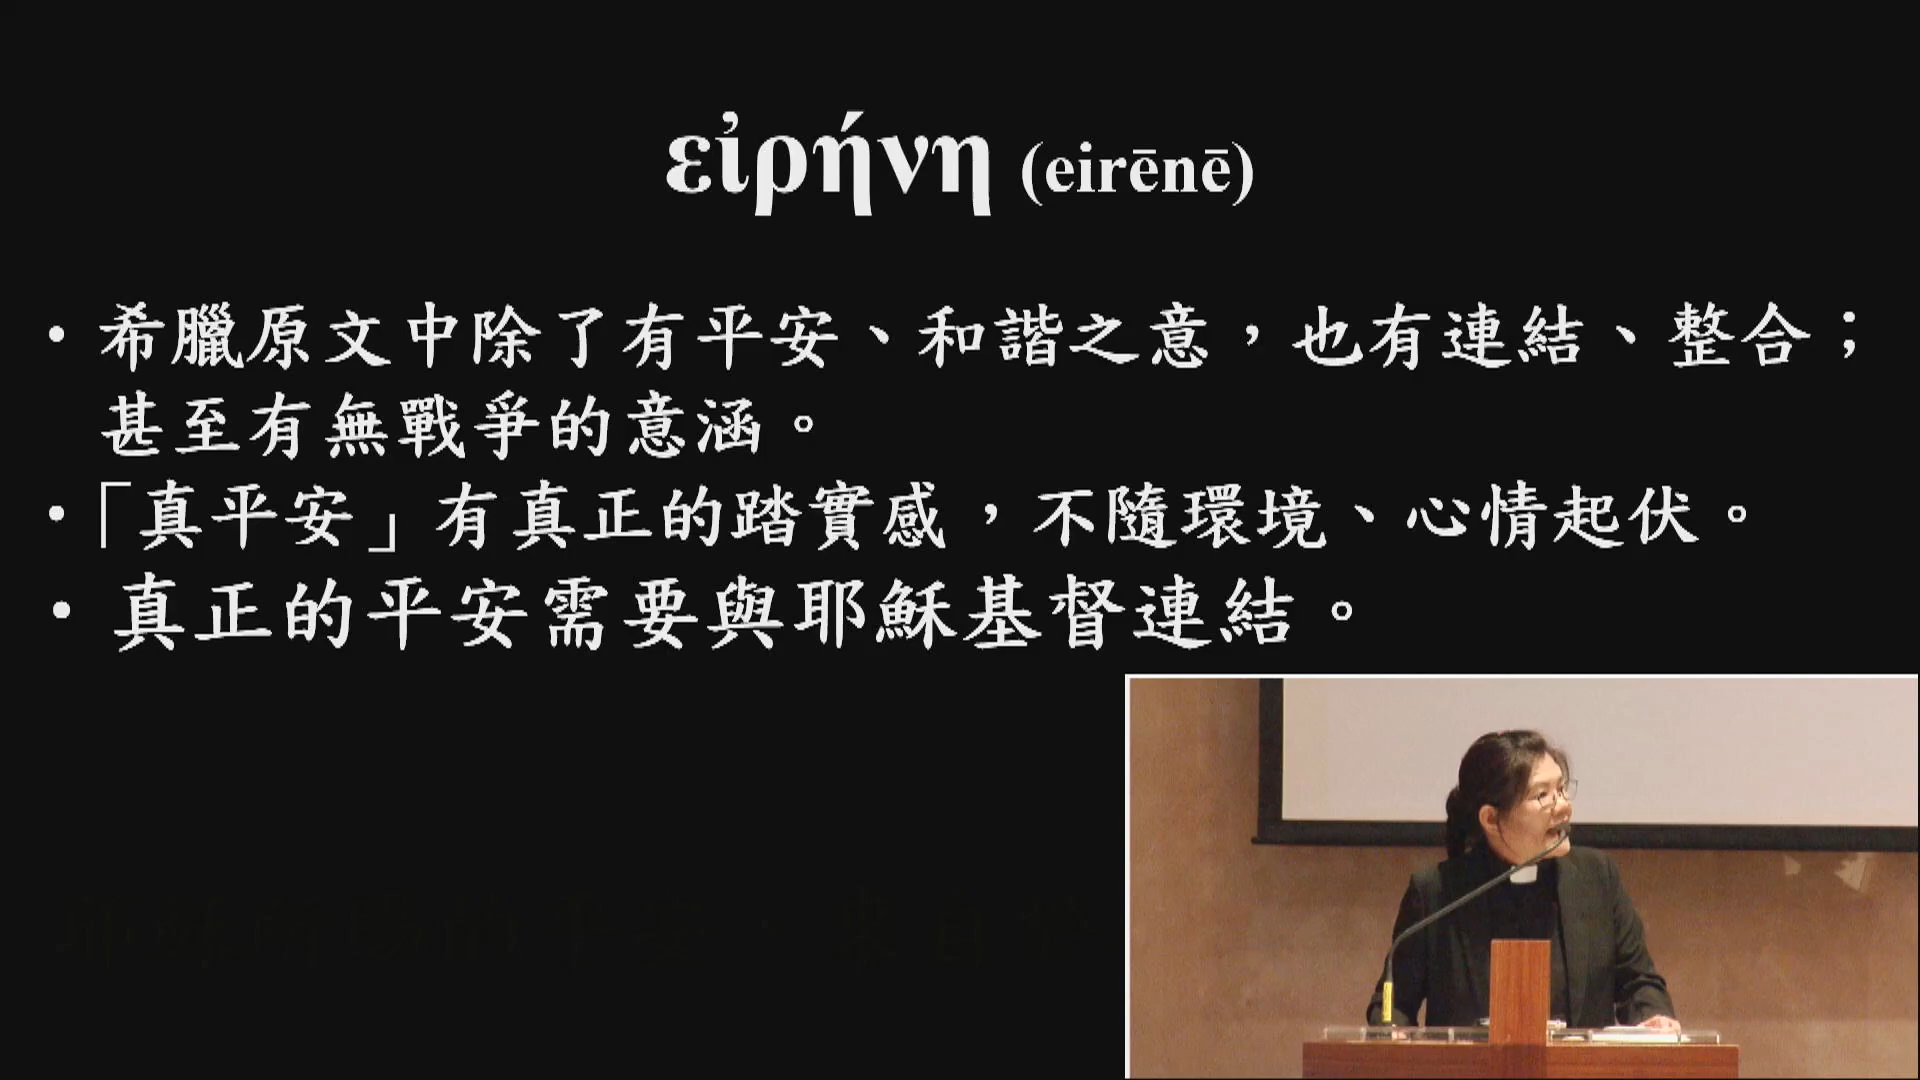 εἰρήνη (eirēnē)
• 希臘原文中除了有平安、和諧之意，也有連結、整合；
甚至有無戰爭的意涵。
•「真平安」有真正的踏實感，不隨環境、心情起伏。
• 真正的平安需要與耶穌基督連結。